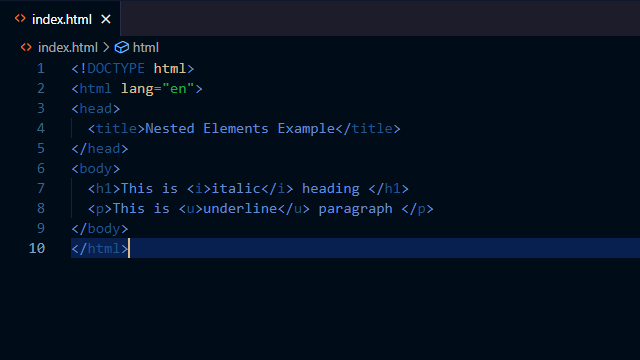 index.html ×
index.html > html
1 <!DOCTYPE html>
2 <html lang="en">
3 <head>
4   <title>Nested Elements Example</title>
5 </head>
6 <body>
7   <h1>This is <i>italic</i> heading </h1>
8   <p>This is <u>underline</u> paragraph </p>
9 </body>
10 </html>